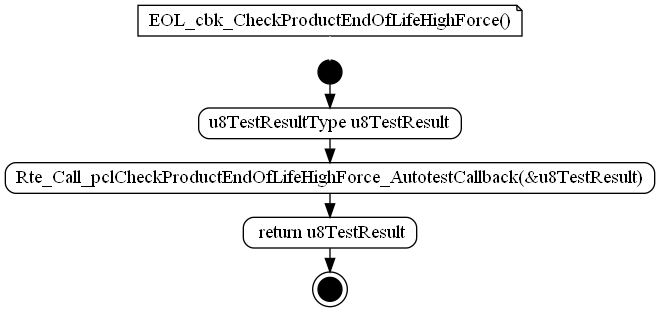 EOL_cbk_CheckProductEndOfLifeHighForce()
u8TestResultType u8TestResult
Rte_Call_pclCheckProductEndOfLifeHighForce_AutotestCallback(&u8TestResult)
return u8TestResult